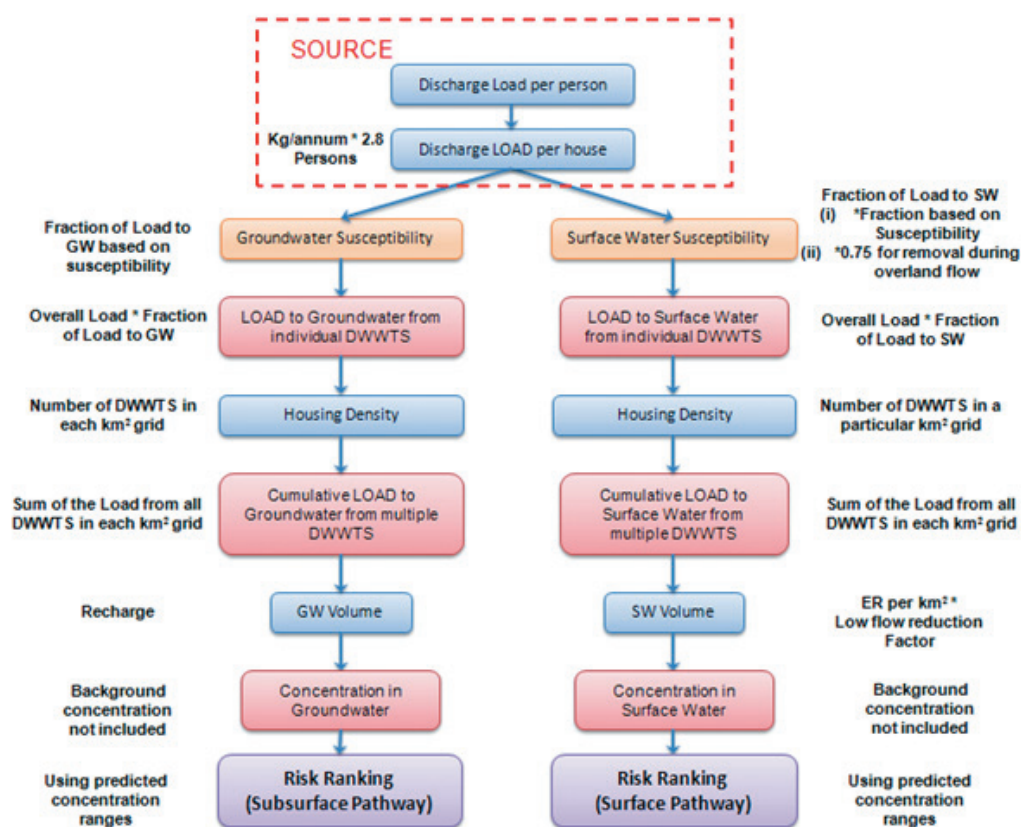 SOURCE
Discharge Load per person
Kg/annum * 2.8
Persons
Discharge LOAD per house
Fraction of Load to
GW based on
susceptibility
Groundwater Susceptibility
Surface Water Susceptibility
Fraction of Load to SW
(i) *Fraction based on
Susceptibility
(ii) *0.75 for removal during
overland flow
Overall Load * Fraction
of Load to GW
LOAD to Groundwater from
individual DWWTS
LOAD to Surface Water
from individual DWWTS
Overall Load * Fraction
of Load to SW
Number of DWWTS in
each km² grid
Housing Density
Housing Density
Number of DWWTS in a
particular km² grid
Sum of the Load from all
DWWTS in each km² grid
Cumulative LOAD to
Groundwater from multiple
DWWTS
Cumulative LOAD to
Surface Water from
multiple DWWTS
Sum of the Load from all
DWWTS in each km² grid
Recharge
GW Volume
SW Volume
ER per km² *
Low flow reduction
Factor
Background
concentration
not included
Concentration in
Groundwater
Concentration in
Surface Water
Background
concentration
not included
Using predicted
concentration
ranges
Risk Ranking
(Subsurface Pathway)
Risk Ranking
(Surface Pathway)
Using predicted
concentration
ranges